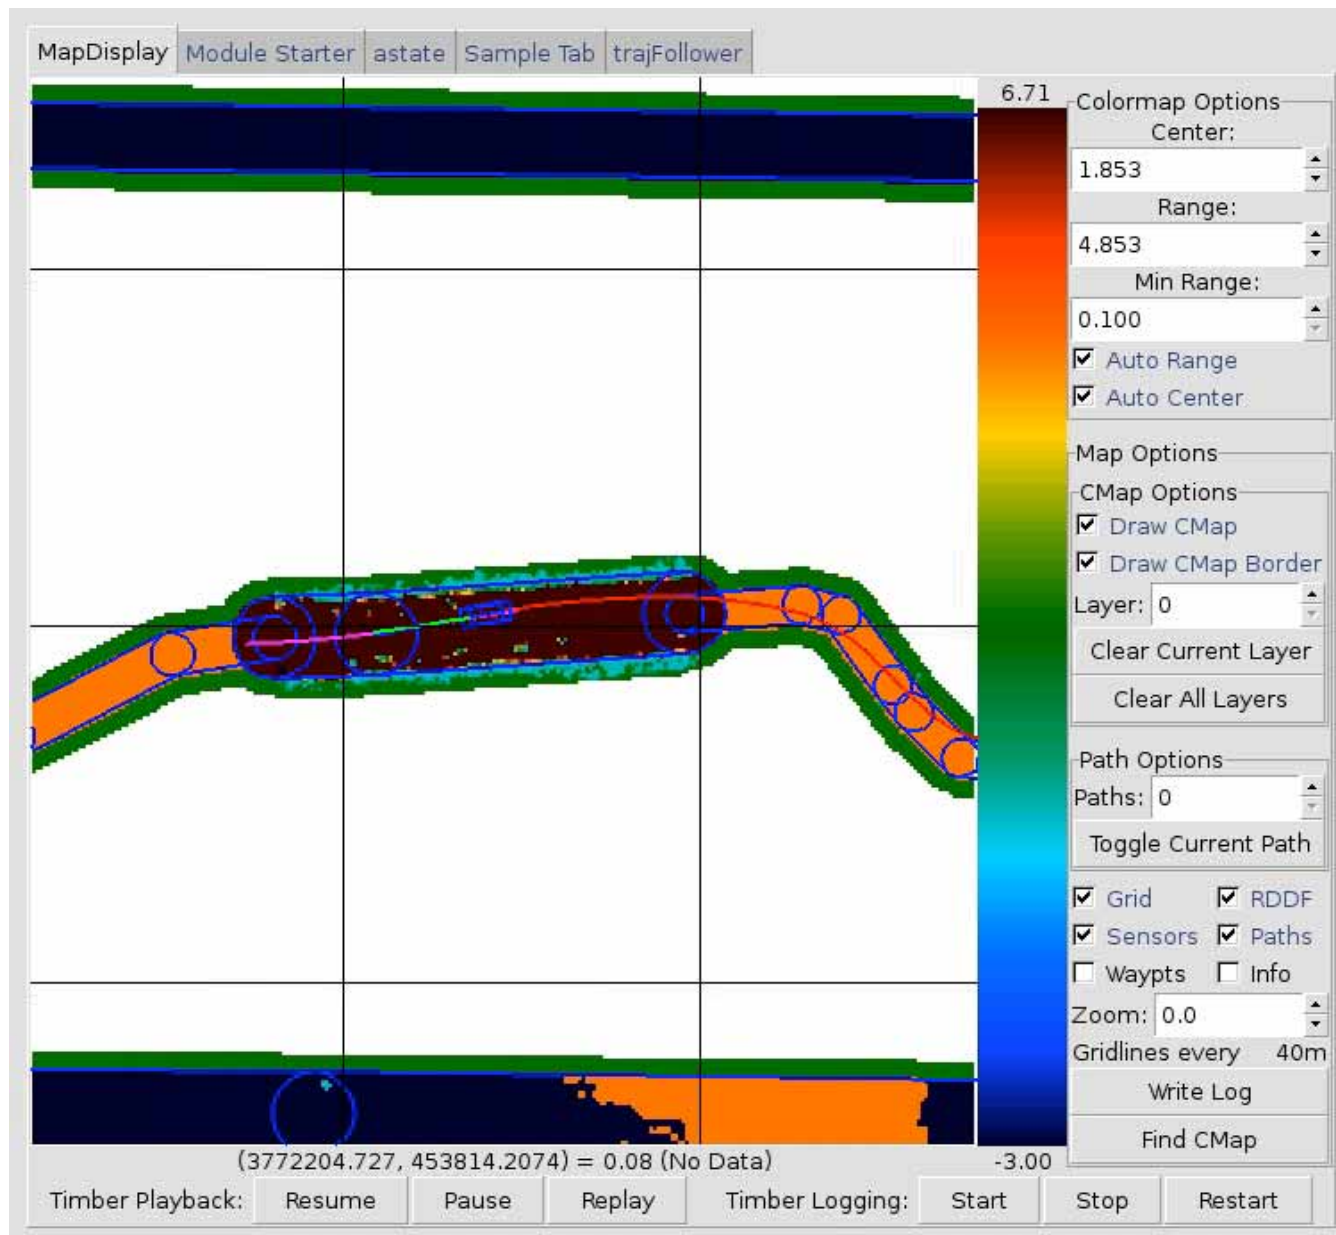 MapDisplay Module Starter astate Sample Tab trajFollower
6.71
Colormap Options
Center:
1.853
Range:
4.853
Min Range:
0.100
Auto Range
Auto Center
Map Options
CMap Options
Draw CMap
Draw CMap Border
Layer: 0
Clear Current Layer
Clear All Layers
Path Options
Paths: 0
Toggle Current Path
Grid RDDF
Sensors Paths
Waypts Info
Zoom: 0.0
Gridlines every 40m
Write Log
Find CMap
(3772204.727, 453814.2074) = 0.08 (No Data)
-3.00
Timber Playback: Resume Pause Replay Timber Logging: Start Stop Restart